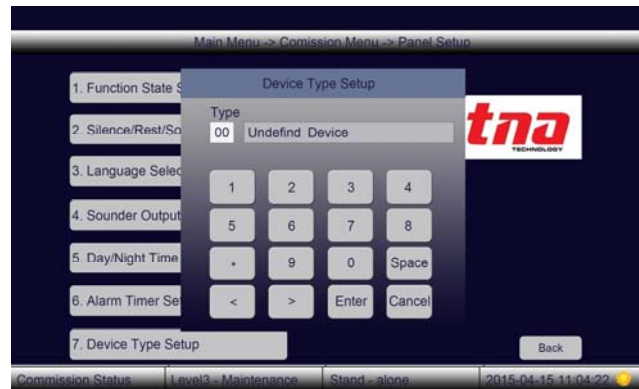 Main Menu -> Comission Menu -> Panel Setup
Device Type Setup
Type
00 Undefind Device
1. Function State S
2. Silence/Rest/So
3. Language Selec
4. Sounder Output
5. Day/Night Time
6. Alarm Timer Se
7. Device Type Setup
1 2 3 4
5 6 7 8
* 9 0 Space
< > Enter Cancel
tna
TECHNOLOGY
Back
Commission Status Level3 - Maintenance Stand - alone 2015-04-15 11:04:22